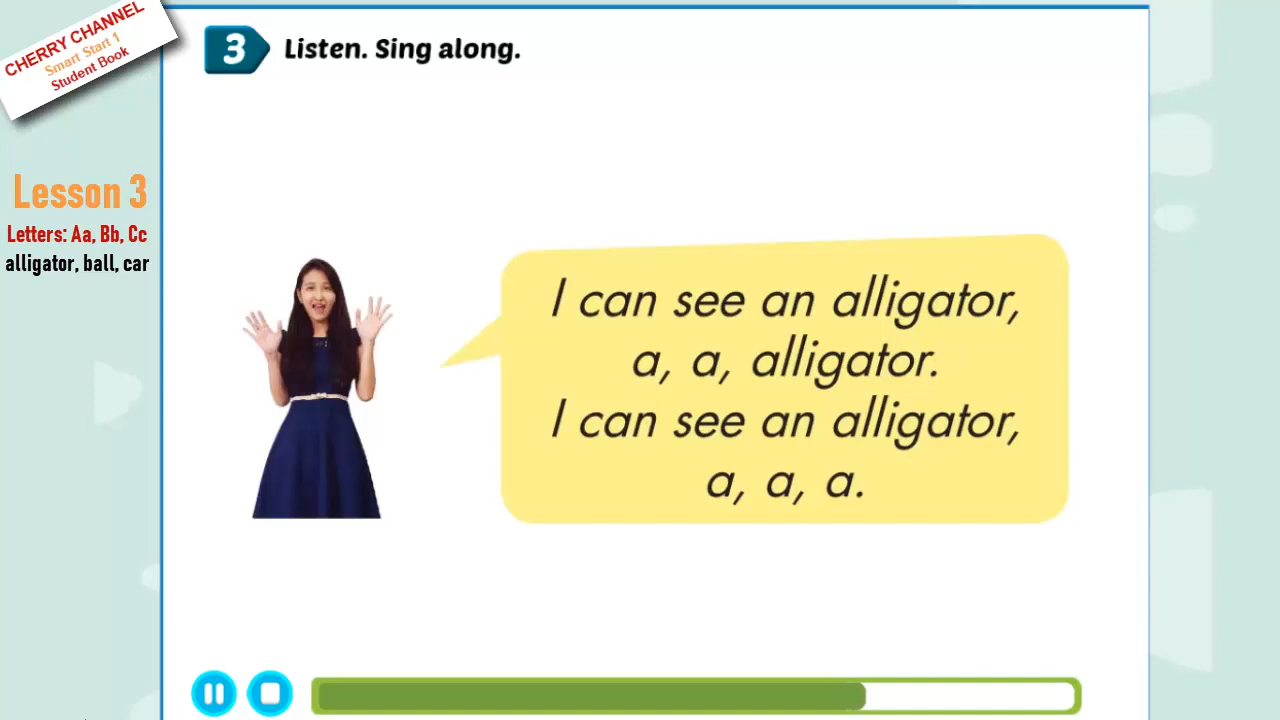 CHERRY CHANNEL
Smart Start 1
Student Book
3 Listen. Sing along.
Lesson 3
Letters: Aa, Bb, Cc
alligator, ball, car
I can see an alligator,
a, a, alligator.
I can see an alligator,
a, a, a.